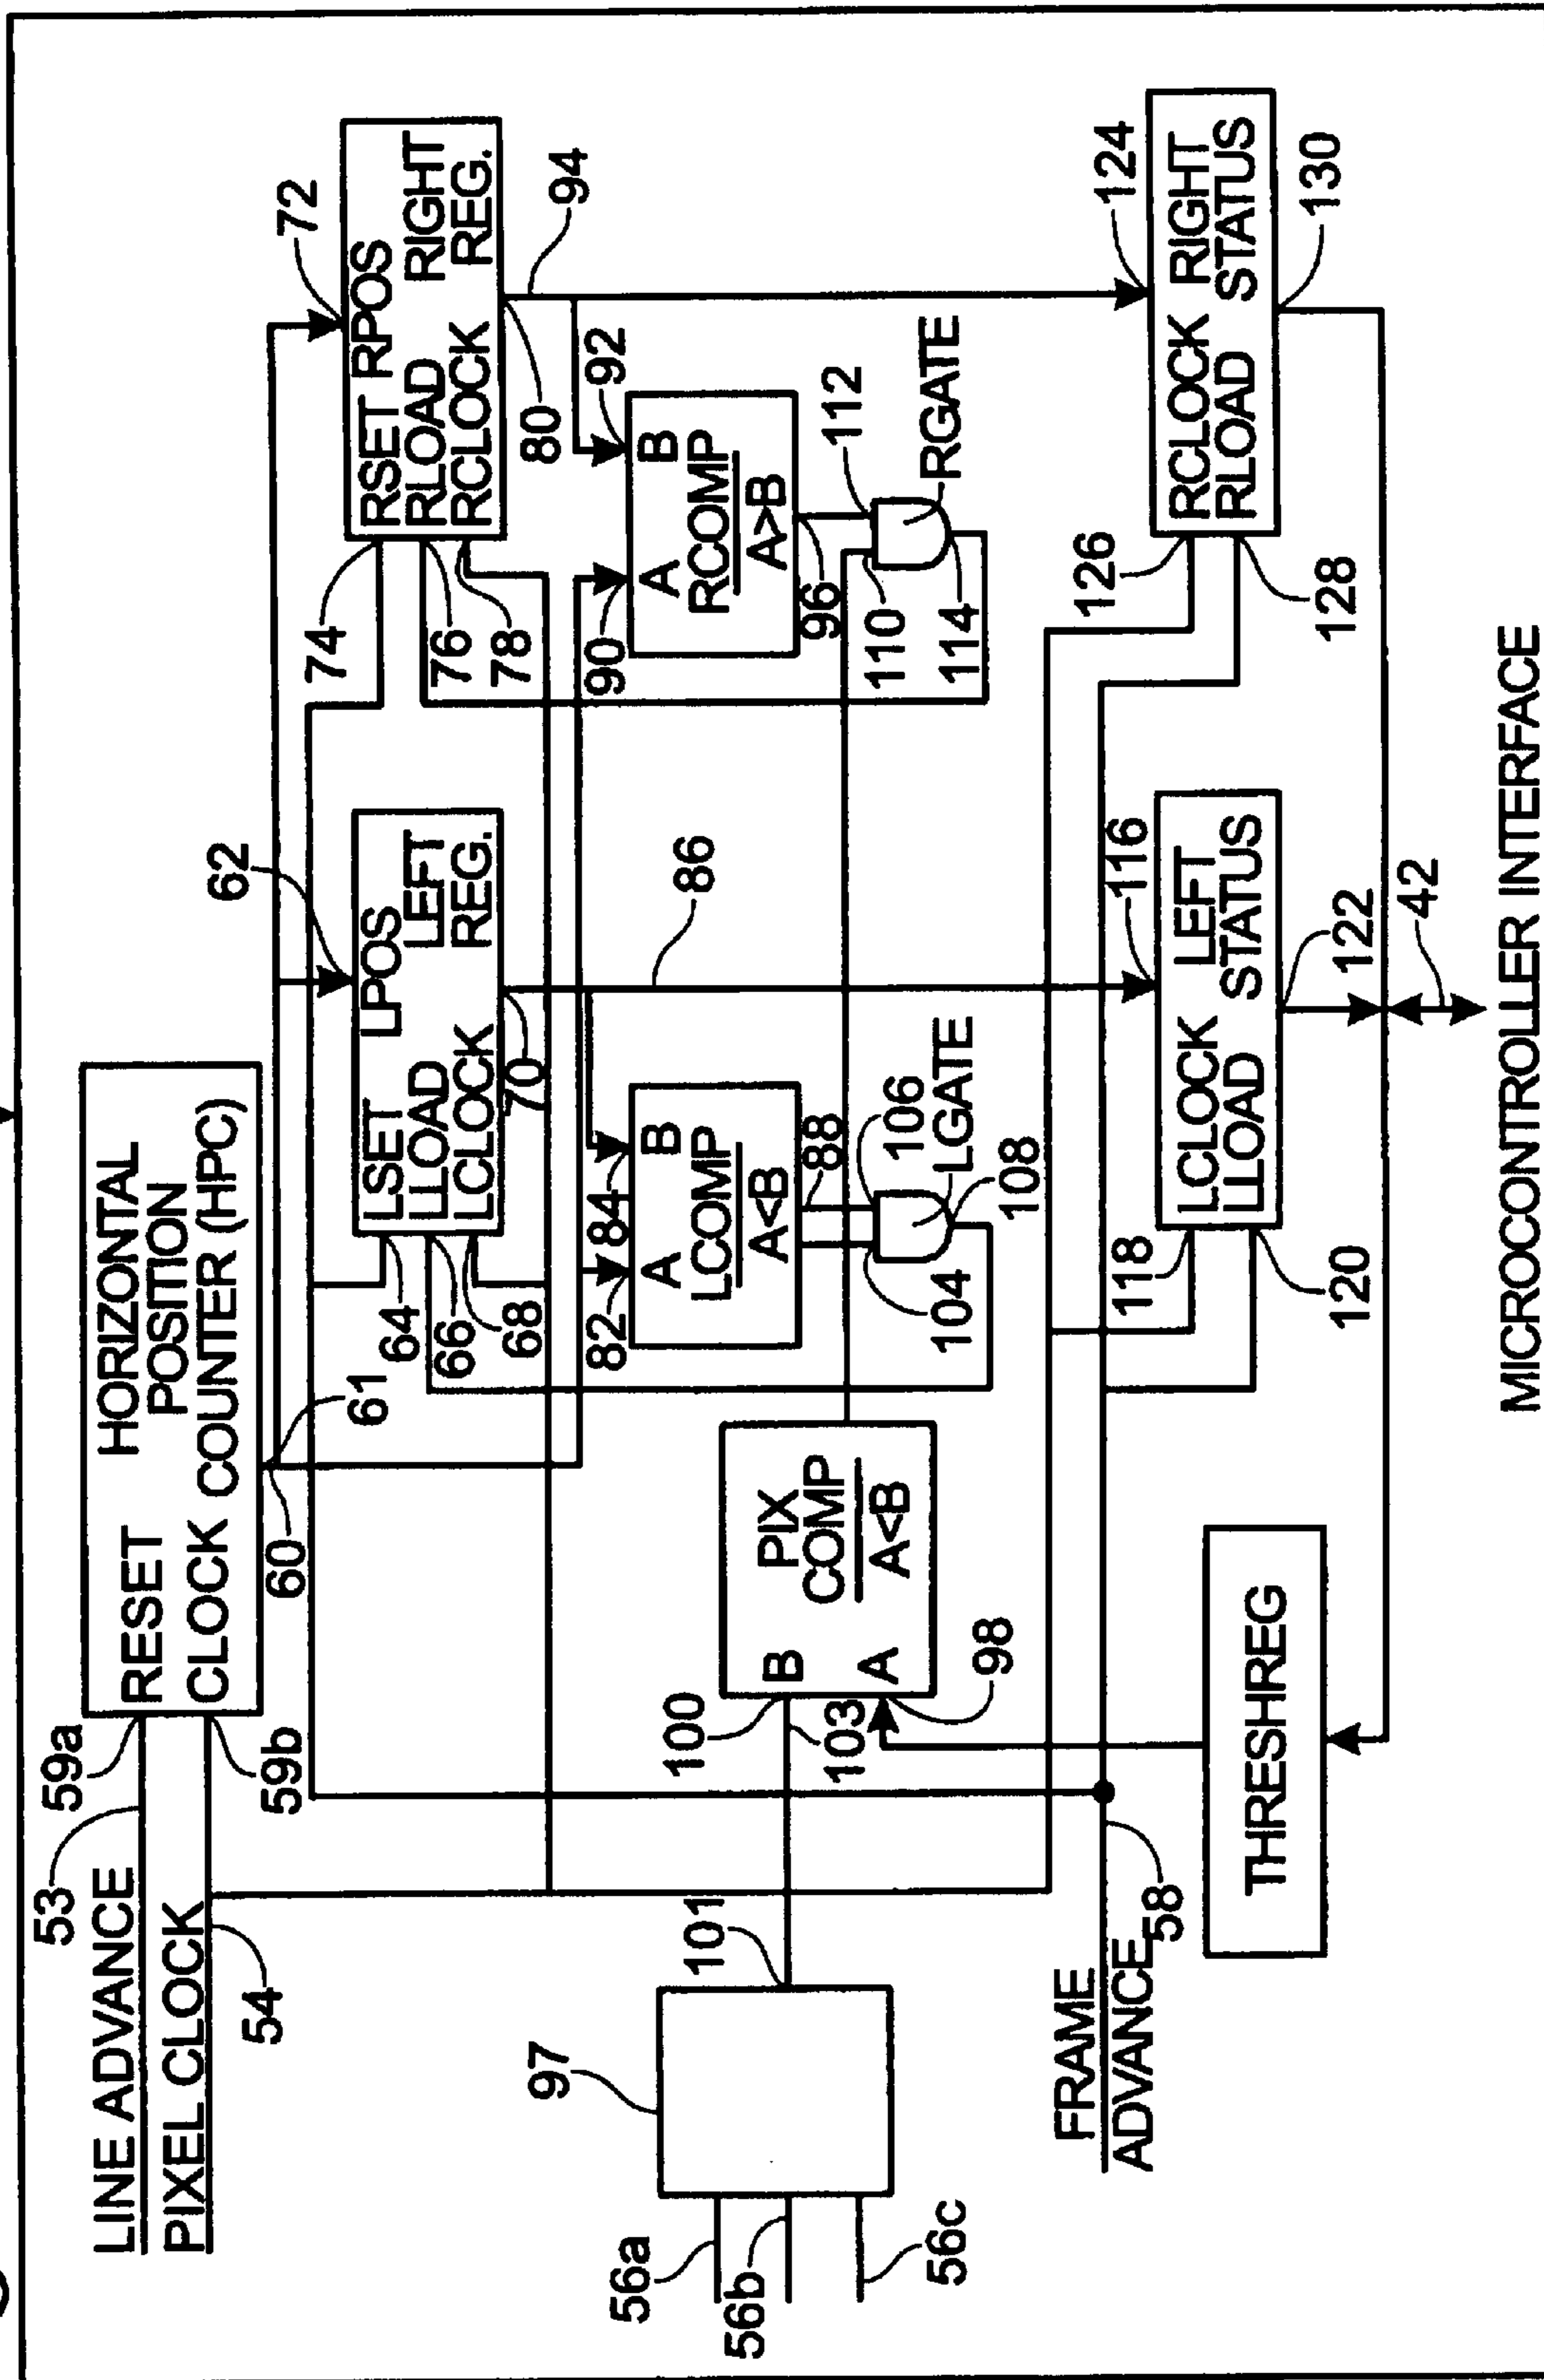 LINE ADVANCE
53
59a
RESET
HORIZONTAL
POSITION
CLOCK COUNTER (HPC)
PIXEL CLOCK
54
59b
60
61
62
72
LPOS
LSET
LEFT
LLOAD
REG.
LCLOCK
64
66
68
70
74
RSET RPOS
RLOAD RIGHT
RCLOCK REG.
76
78
80
94
82
84
A B
LCOMP
A<B
86
88
90
92
A B
RCOMP
A>B
96
97
56a
56b
56c
101
100
103
B
A
98
PIX
COMP
A<B
104
106
LGATE
108
110
112
RGATE
114
FRAME
ADVANCE
58
116
118
LCLOCK LEFT
LLOAD STATUS
120
122
124
126
RCLOCK RIGHT
RLOAD STATUS
128
130
THRESHREG
42
MICROCONTROLLER INTERFACE